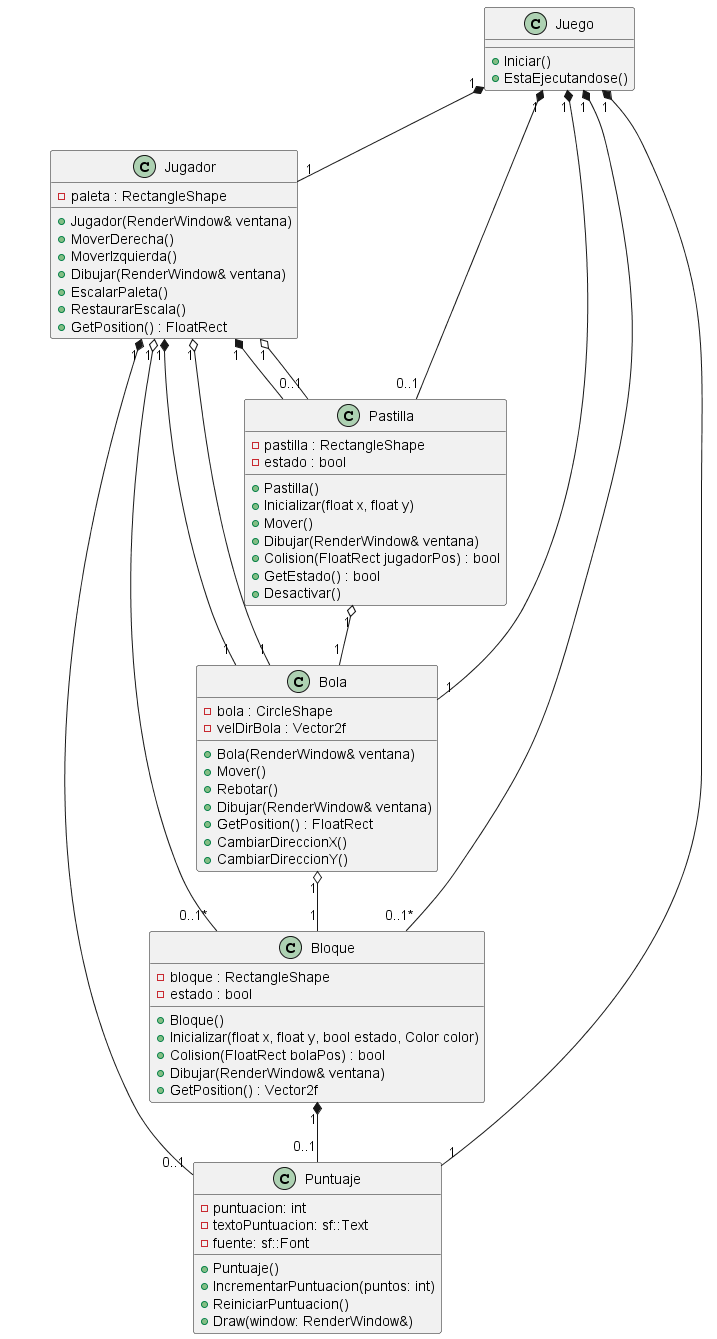 C Juego
Iniciar()
EstaEjecutandose()
1
1
1
1
1
1
C Jugador
paleta : RectangleShape
Jugador(RenderWindow& ventana)
MoverDerecha()
MoverIzquierda()
Dibujar(RenderWindow& ventana)
EscalarPaleta()
RestaurarEscala()
GetPosition() : FloatRect
1
1
1
1
1
1
0..1
0..1
C Pastilla
pastilla : RectangleShape
estado : bool
Pastilla()
Inicializar(float x, float y)
Mover()
Dibujar(RenderWindow& ventana)
Colision(FloatRect jugadorPos) : bool
GetEstado() : bool
Desactivar()
1
1
1
1
1
C Bola
bola : CircleShape
velDirBola : Vector2f
Bola(RenderWindow& ventana)
Mover()
Rebotar()
Dibujar(RenderWindow& ventana)
GetPosition() : FloatRect
CambiarDireccionX()
CambiarDireccionY()
1
0..1*
1
0..1*
C Bloque
bloque : RectangleShape
estado : bool
Bloque()
Inicializar(float x, float y, bool estado, Color color)
Colision(FloatRect bolaPos) : bool
Dibujar(RenderWindow& ventana)
GetPosition() : Vector2f
1
0..1
0..1
1
C Puntuaje
puntuacion: int
textoPuntuacion: sf::Text
fuente: sf::Font
Puntuaje()
IncrementarPuntuacion(puntos: int)
ReiniciarPuntuacion()
Draw(window: RenderWindow&)